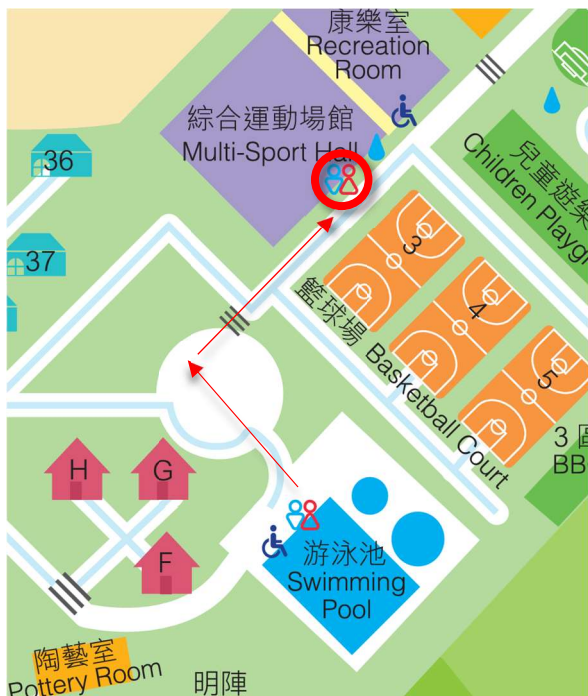 康樂室
Recreation
Room
綜合運動場館
Multi-Sport Hall
兒童遊樂
Children Playgr
36
37
3
4
5
籃球場 Basketball Court
3
BB
H
G
F
游泳池
Swimming
Pool
陶藝室
Pottery Room
明陣